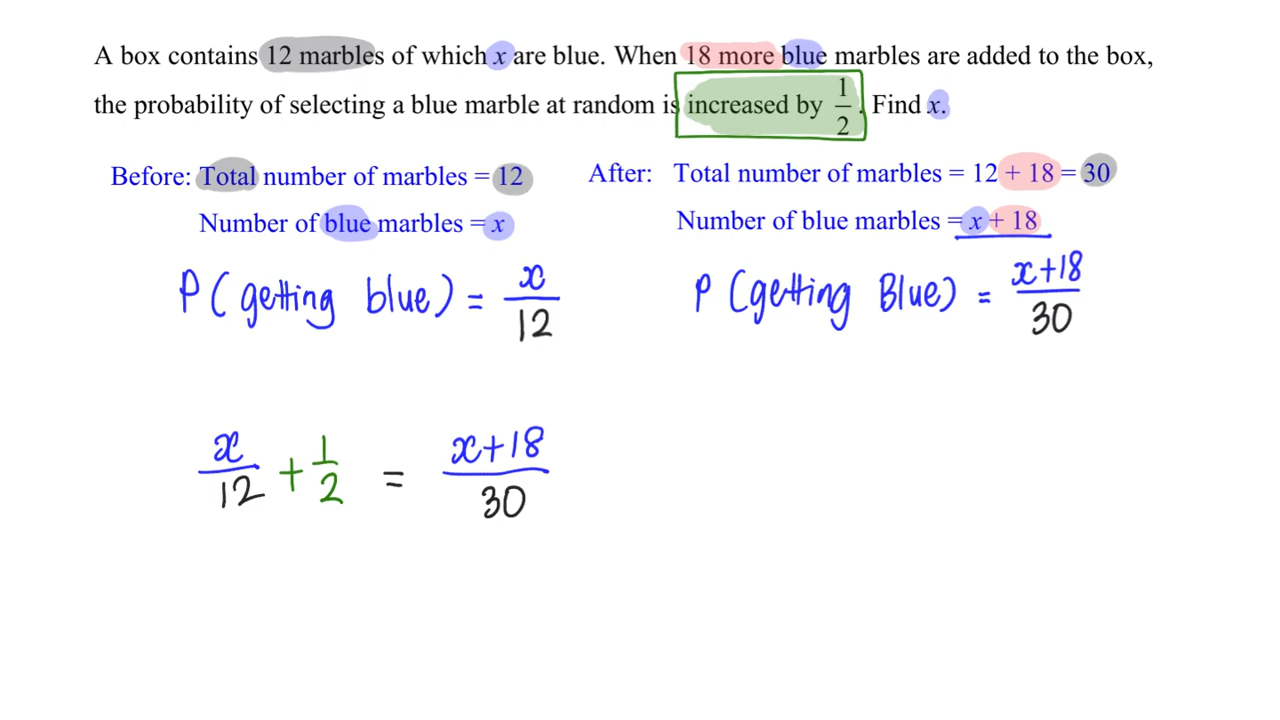 A box contains 12 marbles of which x are blue. When 18 more blue marbles are added to the box,
the probability of selecting a blue marble at random is increased by 1/2. Find x.
Before: Total number of marbles = 12
Number of blue marbles = x
After: Total number of marbles = 12 + 18 = 30
Number of blue marbles = x + 18
P(getting blue) = x/12
P(getting Blue) = x+18/30
x/12 + 1/2 = x+18/30